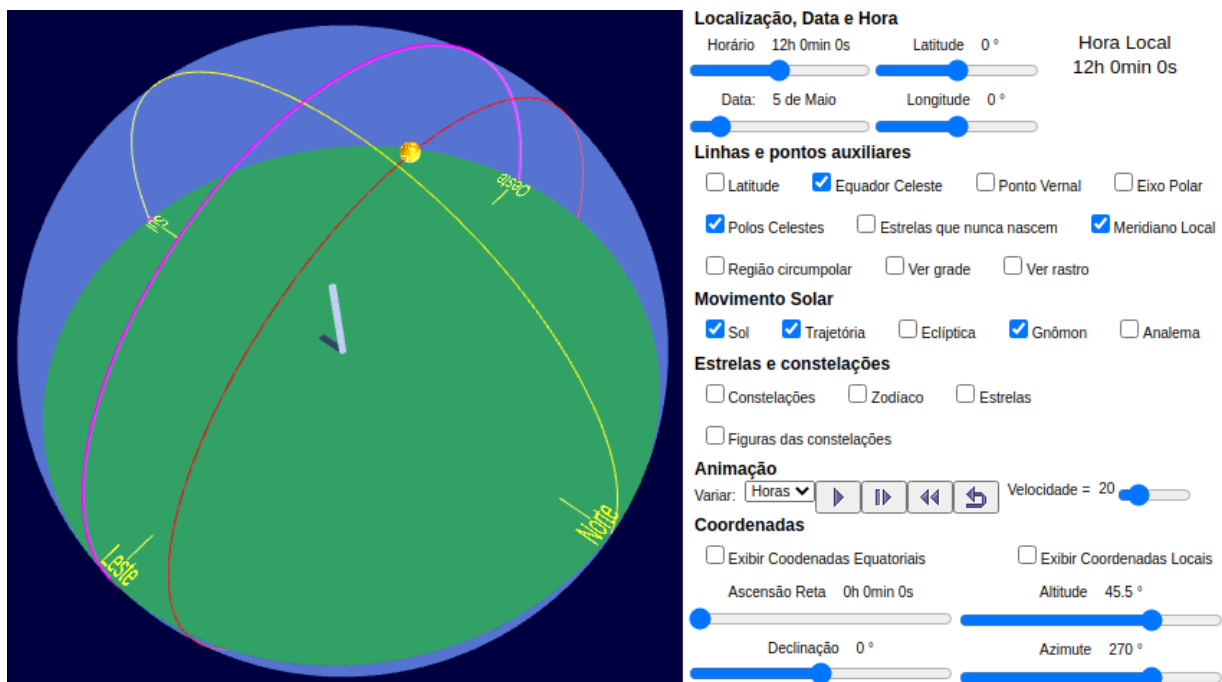 Localização, Data e Hora
Horário 12h 0min 0s Latitude 0 ° Hora Local
12h 0min 0s
Data: 5 de Maio Longitude 0 °
Linhas e pontos auxiliares
Latitude Equador Celeste Ponto Vernal Eixo Polar
Polos Celestes Estrelas que nunca nascem Meridiano Local
Região circumpolar Ver grade Ver rastro
Movimento Solar
Sol Trajetória Eclíptica Gnômon Analema
Estrelas e constelações
Constelações Zodíaco Estrelas
Figuras das constelações
Animação
Variar: Horas Velocidade = 20
Coordenadas
Exibir Coodenadas Equatoriais Exibir Coordenadas Locais
Ascensão Reta 0h 0min 0s Altitude 45.5 °
Declinação 0 ° Azimute 270 °
Oeste
Sul
Norte
Leste